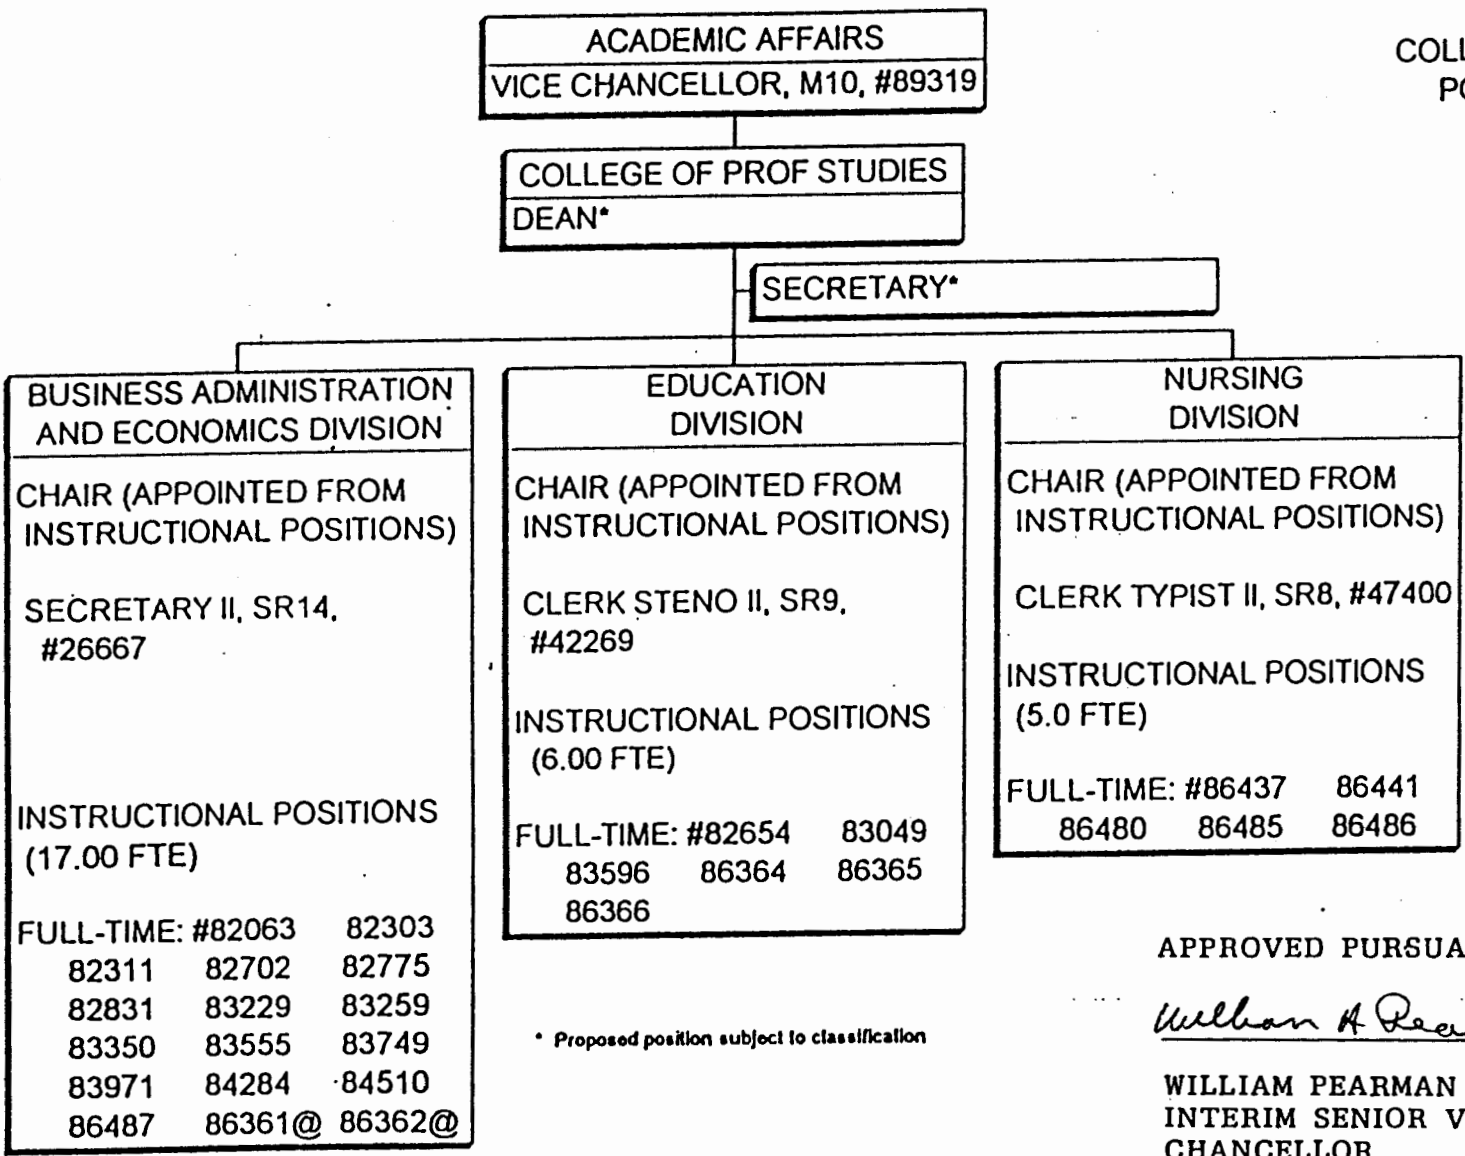 ACADEMIC AFFAIRS
VICE CHANCELLOR, M10, #89319
COLLEGE OF PROF STUDIES
DEAN*
SECRETARY*
BUSINESS ADMINISTRATION
AND ECONOMICS DIVISION
CHAIR (APPOINTED FROM
INSTRUCTIONAL POSITIONS)
SECRETARY II, SR14,
#26667
INSTRUCTIONAL POSITIONS
(17.00 FTE)
FULL-TIME: #82063 82303
82311 82702 82775
82831 83229 83259
83350 83555 83749
83971 84284 84510
86487 86361@ 86362@
EDUCATION
DIVISION
CHAIR (APPOINTED FROM
INSTRUCTIONAL POSITIONS)
CLERK STENO II, SR9,
#42269
INSTRUCTIONAL POSITIONS
(6.00 FTE)
FULL-TIME: #82654 83049
83596 86364 86365
86366
NURSING
DIVISION
CHAIR (APPOINTED FROM
INSTRUCTIONAL POSITIONS)
CLERK TYPIST II, SR8, #47400
INSTRUCTIONAL POSITIONS
(5.0 FTE)
FULL-TIME: #86437 86441
86480 86485 86486
* Proposed position subject to classification
APPROVED
William A
WILLIAM PEARMAN
INTERIM SENIOR
CHANCELLOR